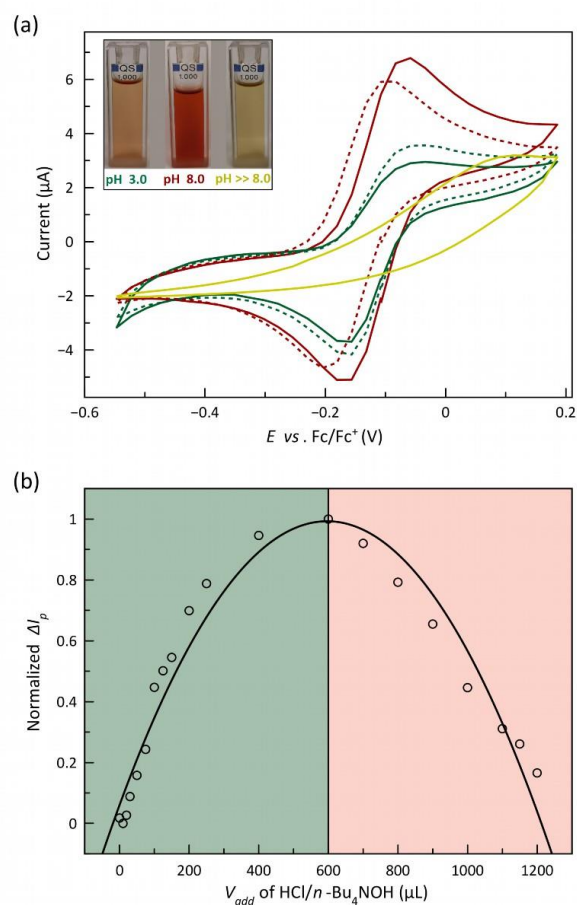 (a)
QS
1.000
QS
1.000
QS
1.000
pH 3.0 pH 8.0 pH >> 8.0
6
4
2
0
−2
−4
Current (µA)
−0.6 −0.4 −0.2 0 0.2
E vs. Fc/Fc⁺ (V)
(b)
1
0.8
0.6
0.4
0.2
0
Normalized ΔIₚ
0 200 400 600 800 1000 1200
V_add of HCl/n-Bu₄NOH (µL)